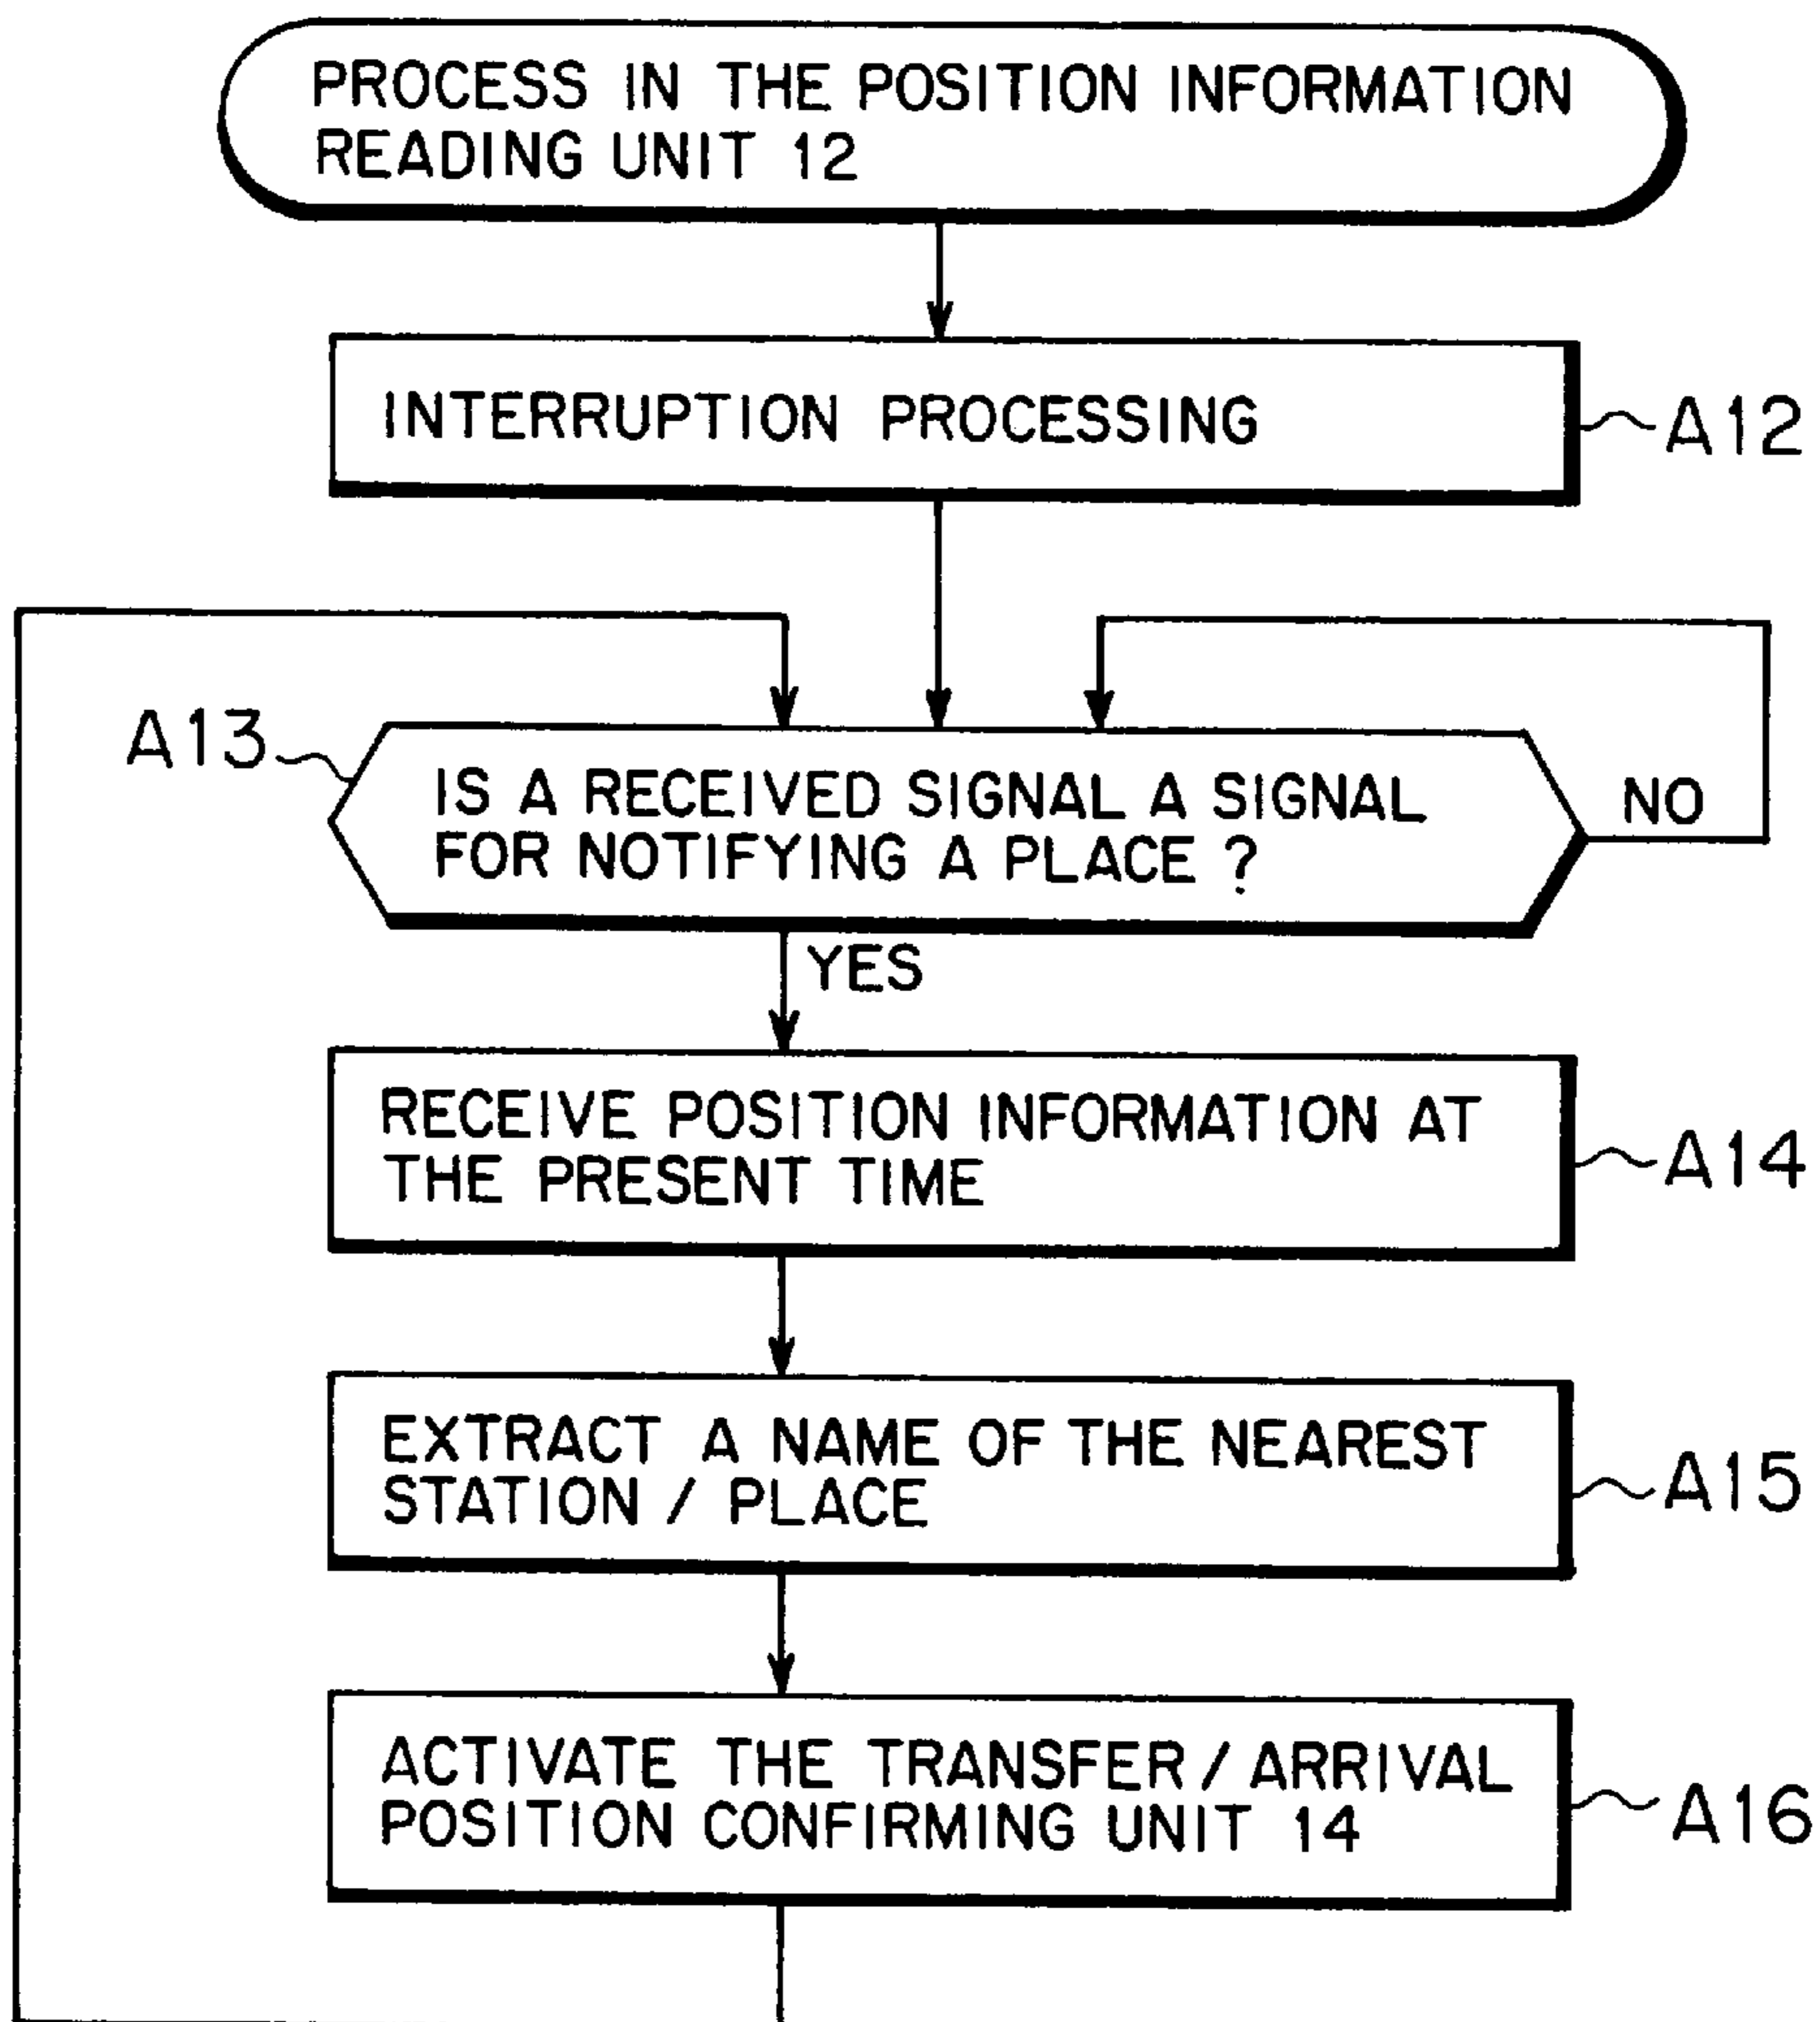 PROCESS IN THE POSITION INFORMATION
READING UNIT 12
INTERRUPTION PROCESSING
A12
A13
IS A RECEIVED SIGNAL A SIGNAL
FOR NOTIFYING A PLACE ?
NO
YES
RECEIVE POSITION INFORMATION AT
THE PRESENT TIME
A14
EXTRACT A NAME OF THE NEAREST
STATION / PLACE
A15
ACTIVATE THE TRANSFER / ARRIVAL
POSITION CONFIRMING UNIT 14
A16